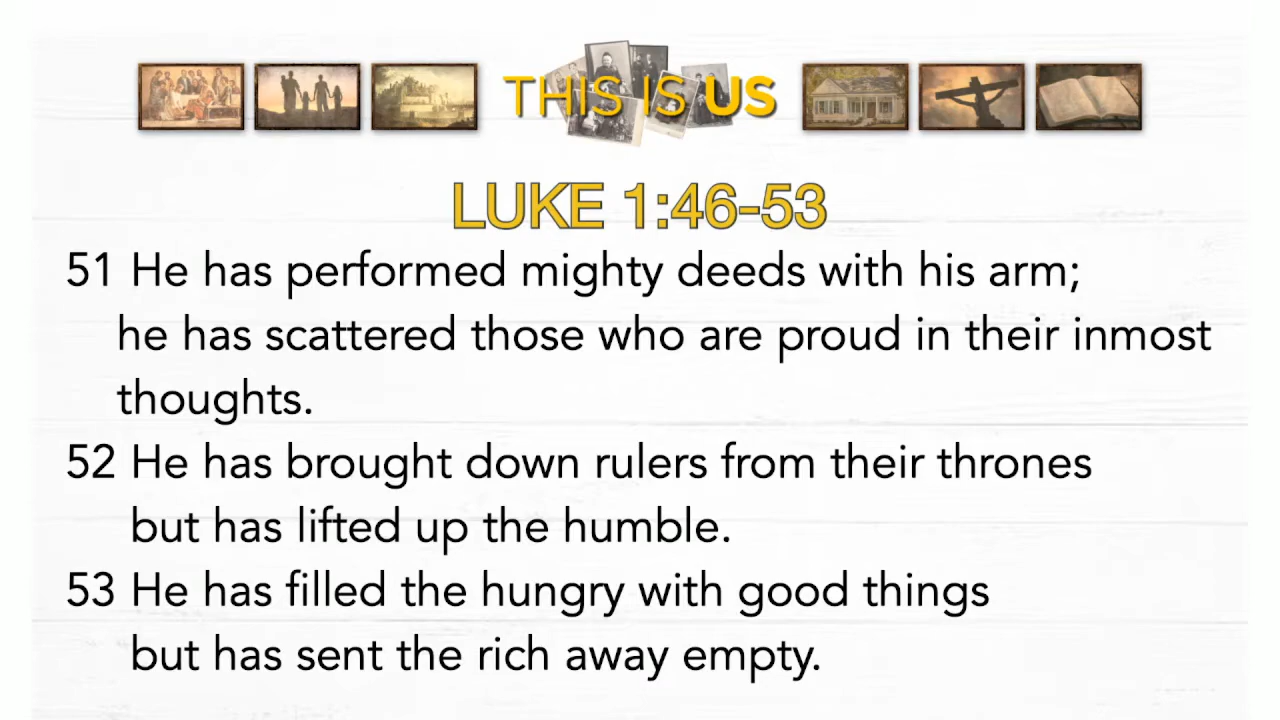 THIS IS US
LUKE 1:46-53
51 He has performed mighty deeds with his arm;
he has scattered those who are proud in their inmost
thoughts.
52 He has brought down rulers from their thrones
but has lifted up the humble.
53 He has filled the hungry with good things
but has sent the rich away empty.